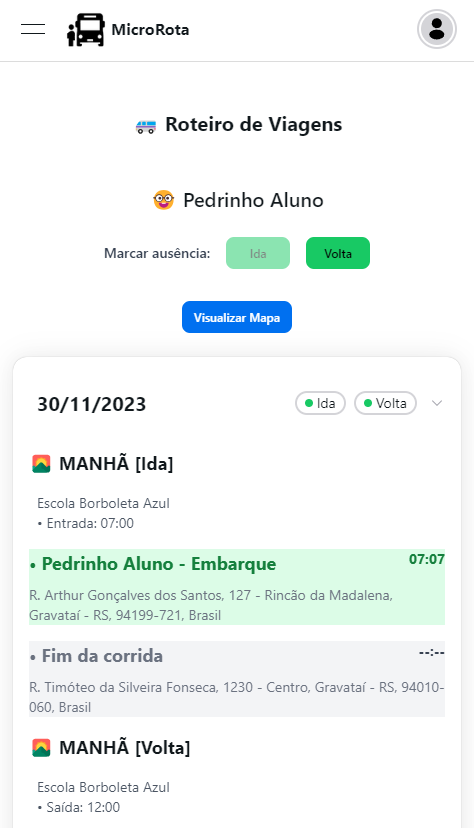 MicroRota
Roteiro de Viagens
Pedrinho Aluno
Marcar ausência: Ida Volta
Visualizar Mapa
30/11/2023 Ida Volta
MANHÃ [Ida]
Escola Borboleta Azul
• Entrada: 07:00
• Pedrinho Aluno - Embarque 07:07
R. Arthur Gonçalves dos Santos, 127 - Rincão da Madalena,
Gravataí - RS, 94199-721, Brasil
• Fim da corrida --:--
R. Timóteo da Silveira Fonseca, 1230 - Centro, Gravataí - RS, 94010-
060, Brasil
MANHÃ [Volta]
Escola Borboleta Azul
• Saída: 12:00